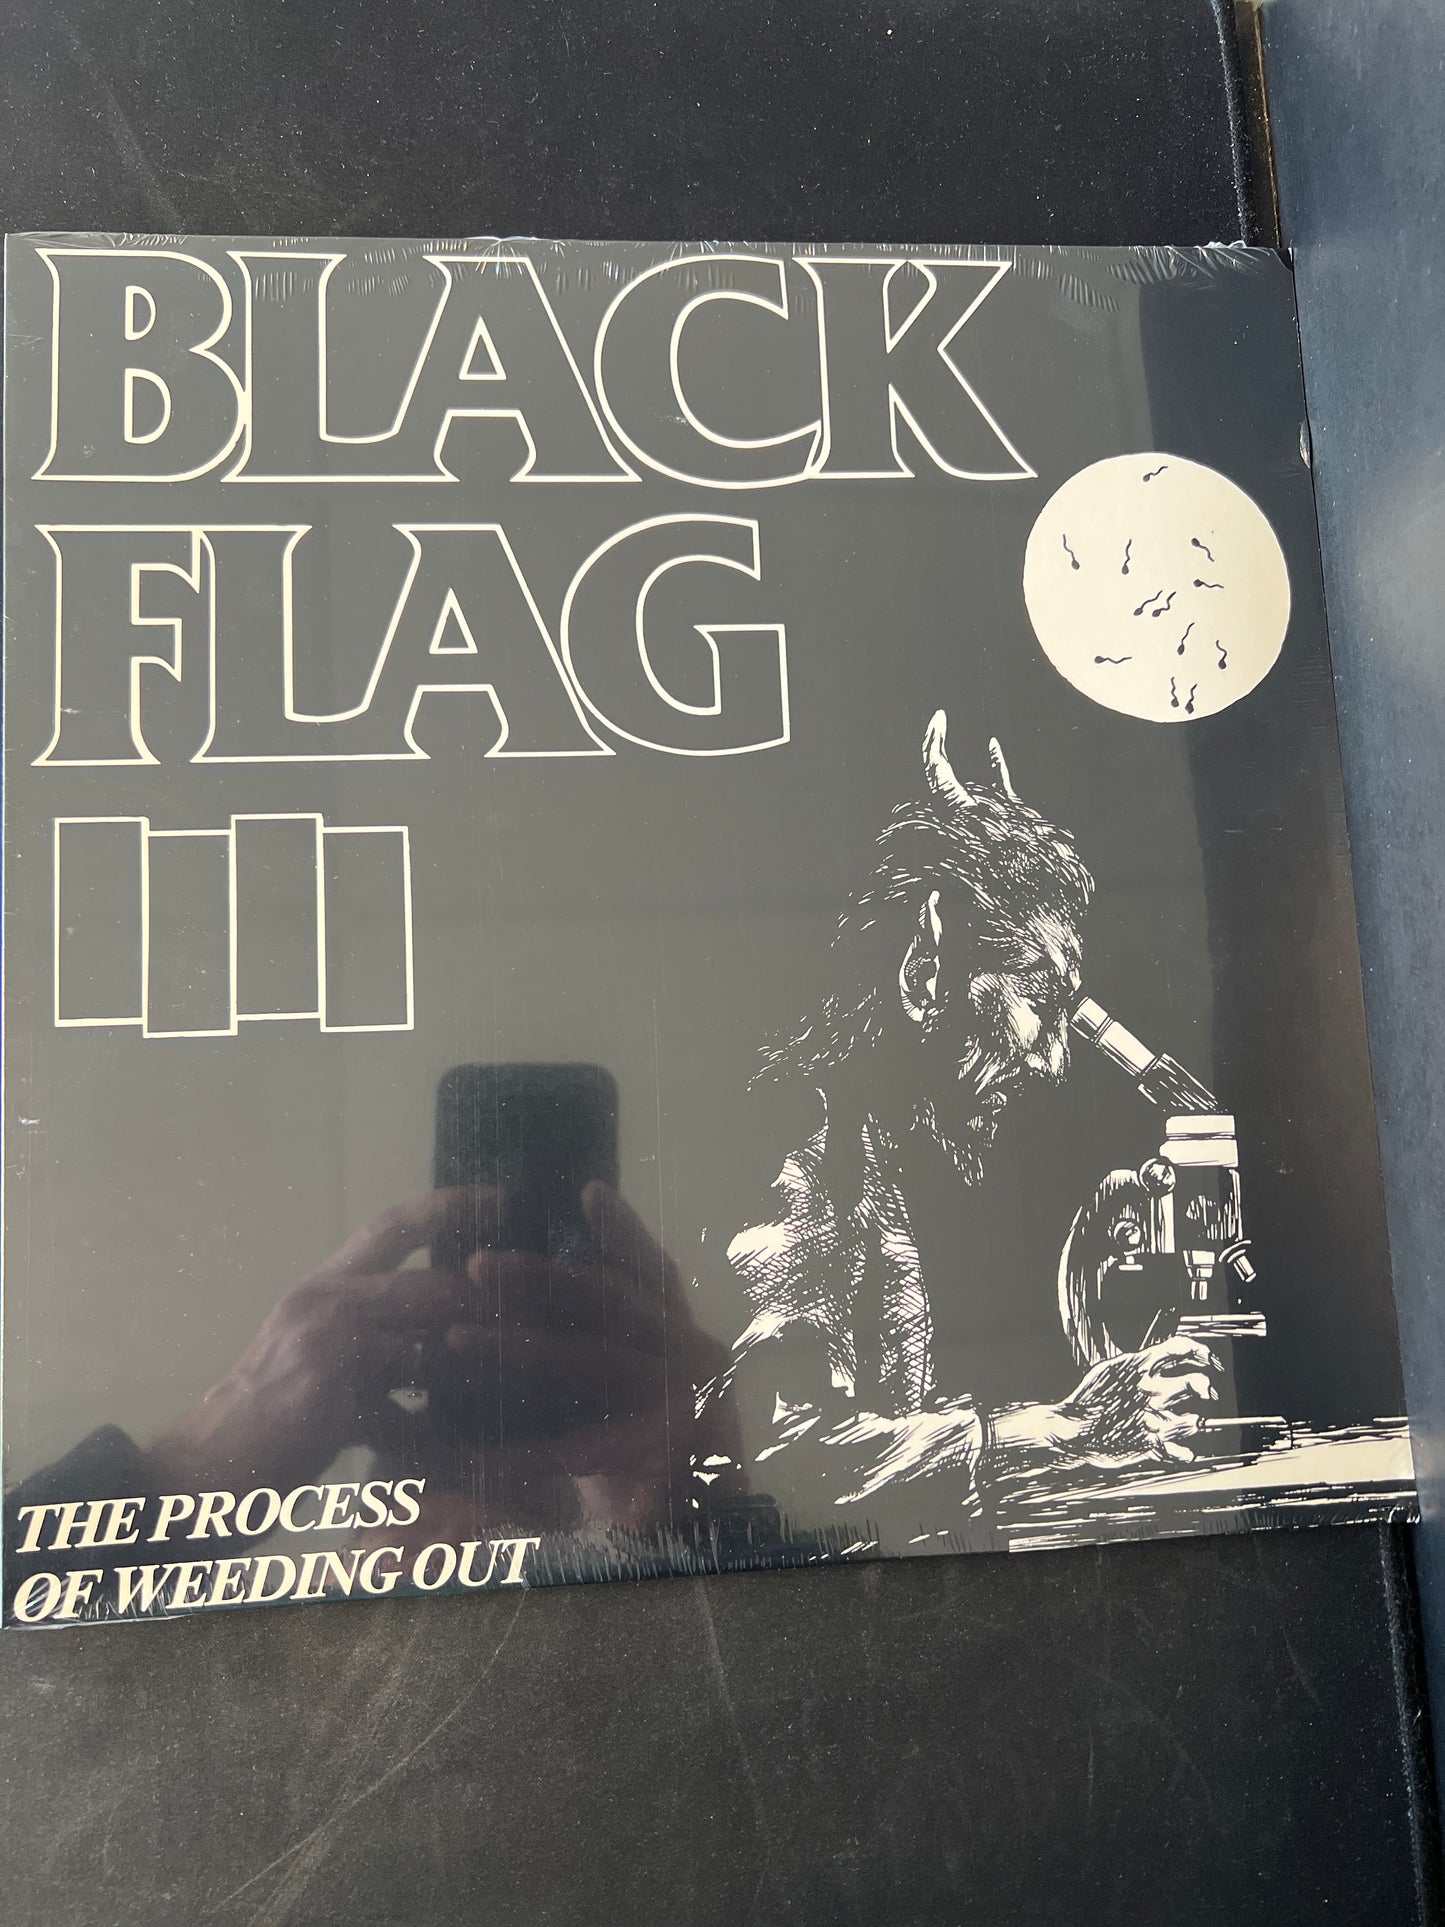 BLACK
FLAG
THE PROCESS
OF WEEDING OUT